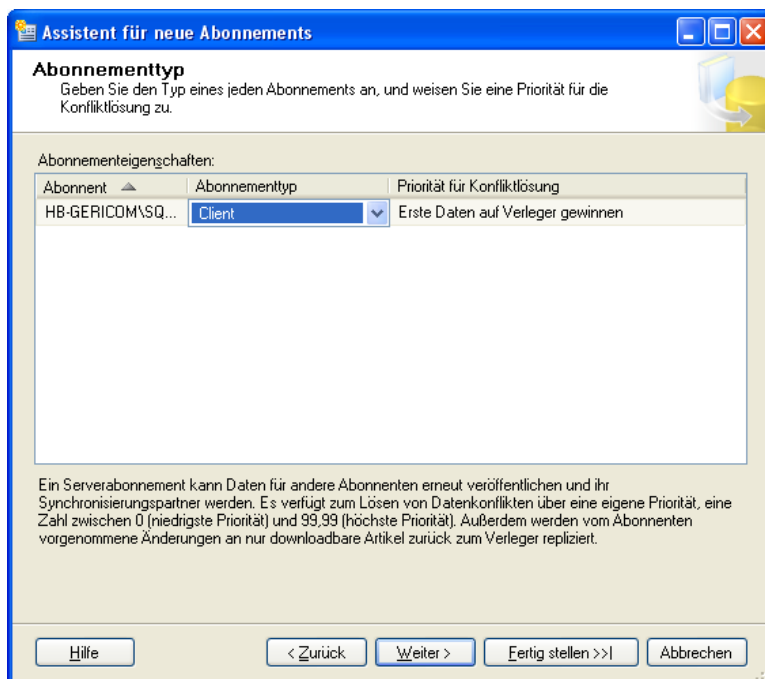 Assistent für neue Abonnements
Abonnementtyp
Geben Sie den Typ eines jeden Abonnements an, und weisen Sie eine Priorität für die
Konfliktlösung zu.
Abonnementeigenschaften:
Abonnent Abonnementtyp Priorität für Konfliktlösung
HB-GERICOM\SQ... Client Erste Daten auf Verleger gewinnen
Ein Serverabonnement kann Daten für andere Abonnenten erneut veröffentlichen und ihr
Synchronisierungspartner werden. Es verfügt zum Lösen von Datenkonflikten über eine eigene Priorität, eine
Zahl zwischen 0 (niedrigste Priorität) und 99,99 (höchste Priorität). Außerdem werden vom Abonnenten
vorgenommene Änderungen an nur downloadbare Artikel zurück zum Verleger repliziert.
Hilfe < Zurück Weiter > Fertig stellen >>| Abbrechen